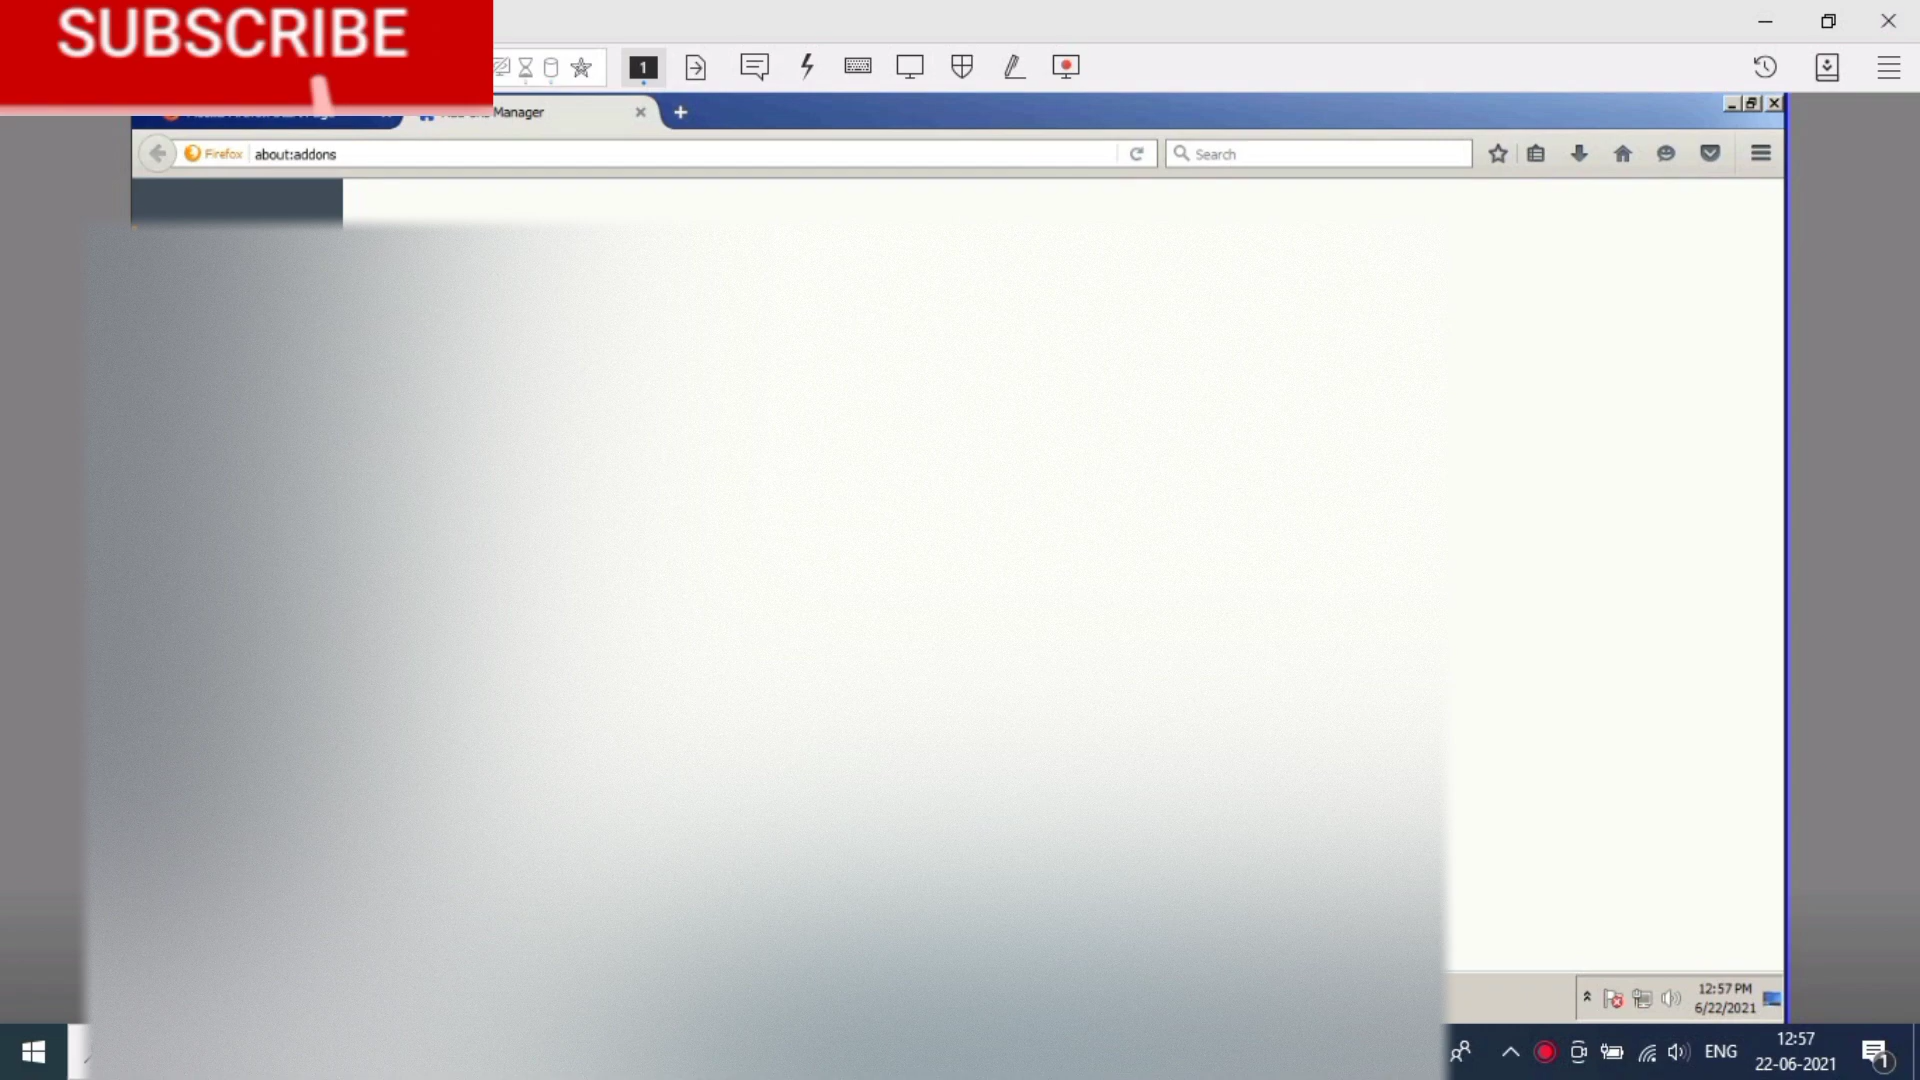 SUBSCRIBE
1
Manager
Firefox
about:addons
Search
12:57 PM
6/22/2021
ENG
12:57
22-06-2021
1